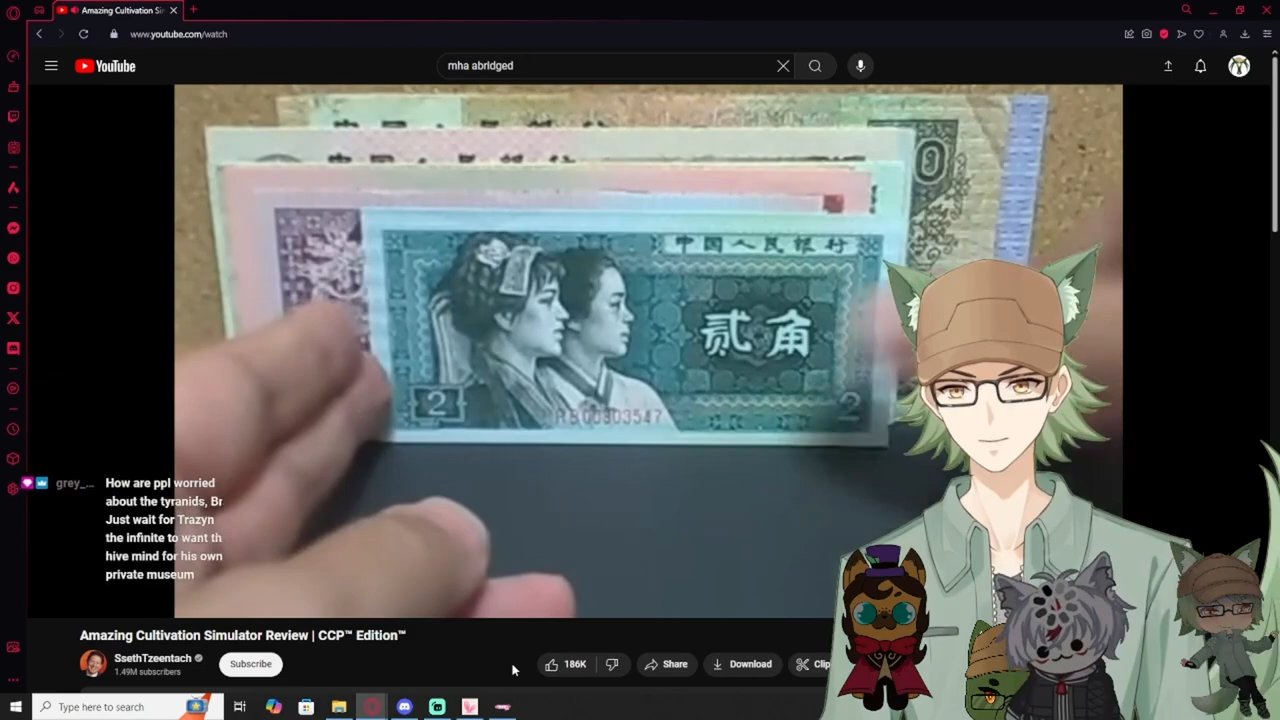 Amazing Cultivation Sim
www.youtube.com/watch
YouTube
mha abridged
中国人民银行
贰角
2
2
0
grey_...
How are ppl worried
about the tyranids, Br
Just wait for Trazyn
the infinite to want th
hive mind for his own
private museum
Amazing Cultivation Simulator Review | CCP™ Edition™
SsethTzeentach
1.49M subscribers
Subscribe
186K
Share
Download
Clip
Type here to search